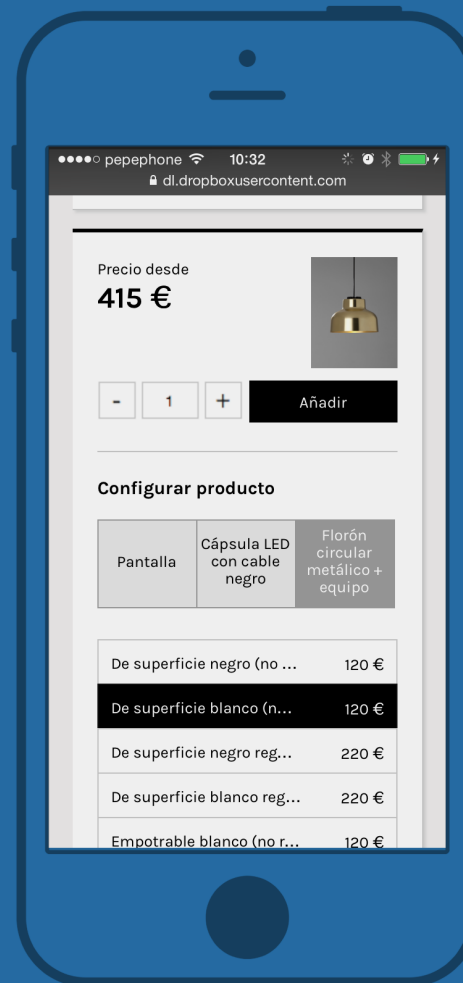 pepephone 10:32
dl.dropboxusercontent.com
Precio desde
415 €
- 1 + Añadir
Configurar producto
Pantalla
Cápsula LED
con cable
negro
Florón
circular
metálico +
equipo
De superficie negro (no ... 120 €
De superficie blanco (n... 120 €
De superficie negro reg... 220 €
De superficie blanco reg... 220 €
Empotrable blanco (no r... 120 €